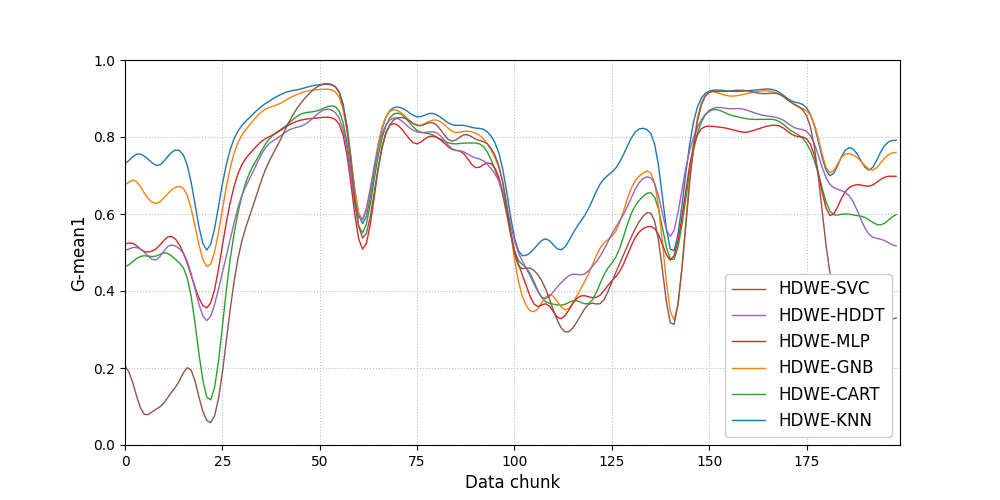 1.0
0.8
0.6
0.4
0.2
0.0
G-mean1
0 25 50 75 100 125 150 175
Data chunk
HDWE-SVC
HDWE-HDDT
HDWE-MLP
HDWE-GNB
HDWE-CART
HDWE-KNN